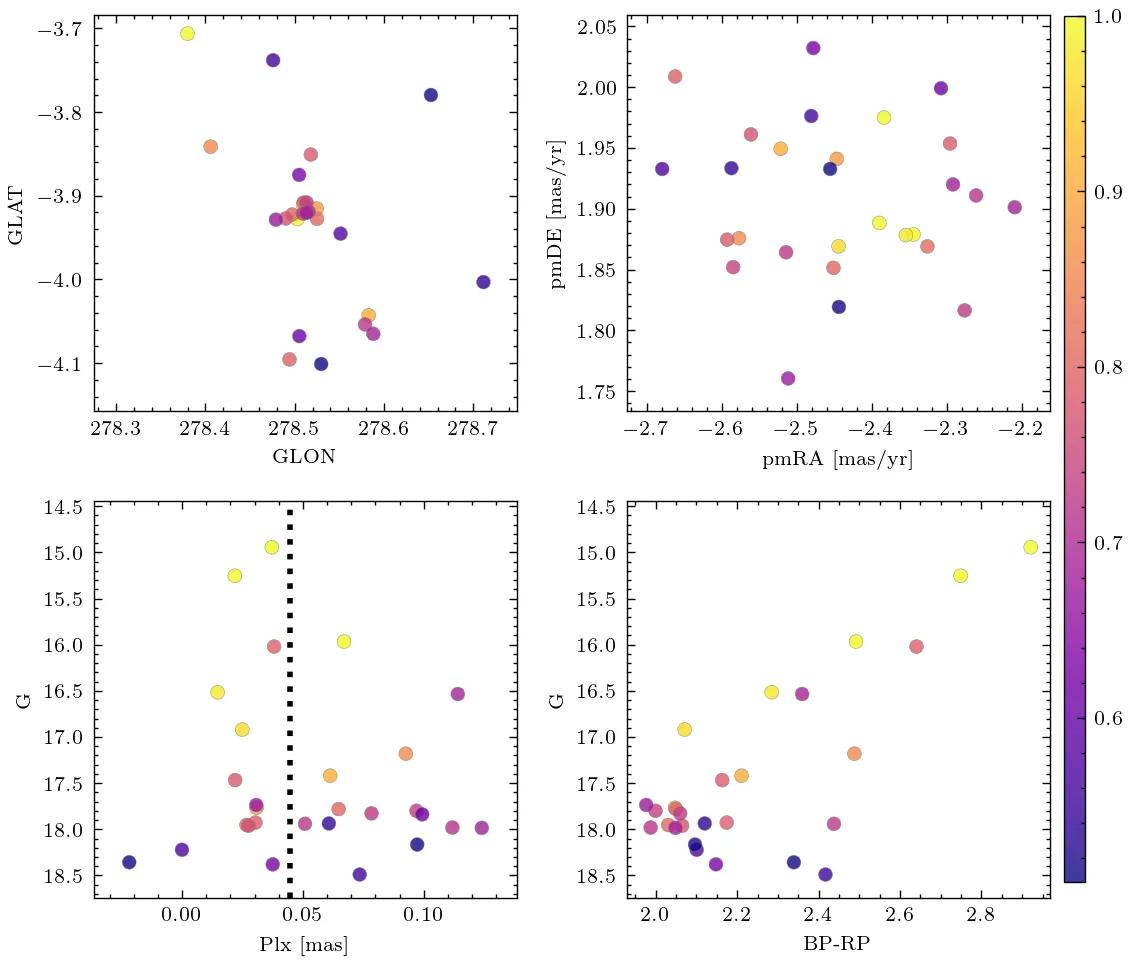 −3.7
−3.8
−3.9
−4.0
−4.1
GLAT
278.3 278.4 278.5 278.6 278.7
GLON
2.05
2.00
1.95
1.90
1.85
1.80
1.75
pmDE [mas/yr]
−2.7 −2.6 −2.5 −2.4 −2.3 −2.2
pmRA [mas/yr]
1.0
0.9
0.8
0.7
0.6
14.5
15.0
15.5
16.0
16.5
17.0
17.5
18.0
18.5
G
0.00 0.05 0.10
Plx [mas]
14.5
15.0
15.5
16.0
16.5
17.0
17.5
18.0
18.5
G
2.0 2.2 2.4 2.6 2.8
BP-RP